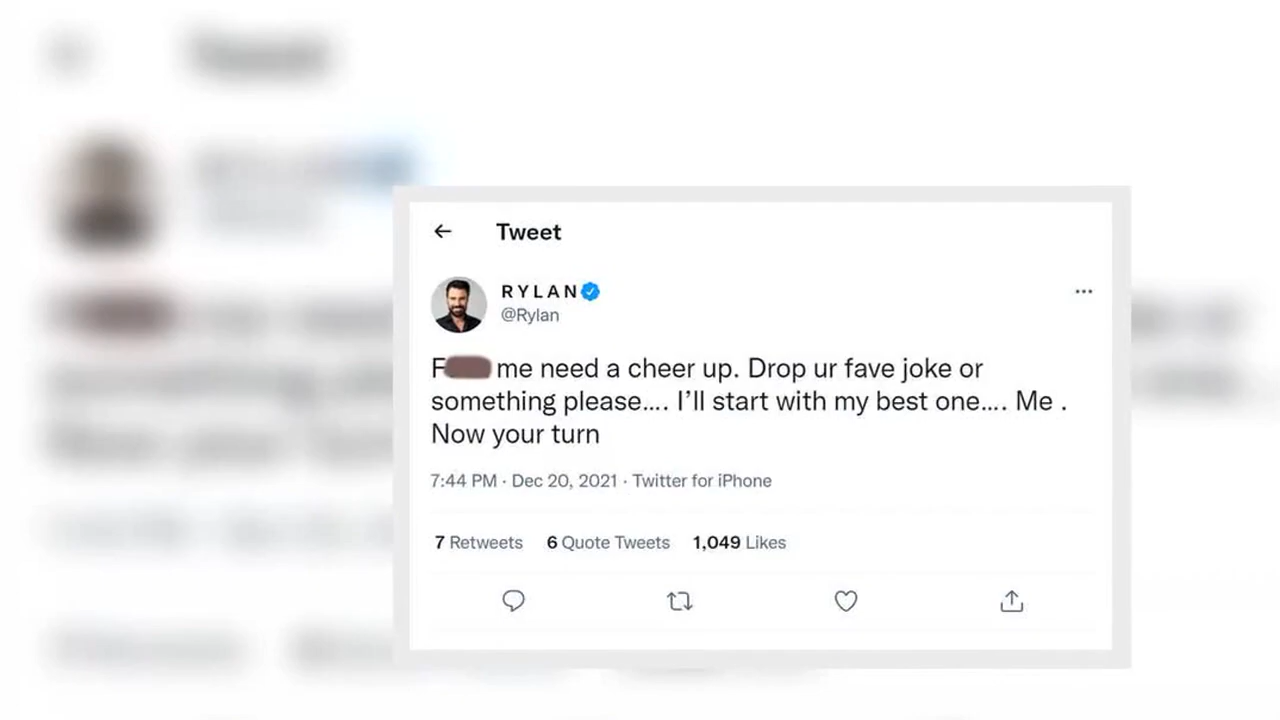 Tweet
RYLAN
@Rylan
F me need a cheer up. Drop ur fave joke or
something please.... I'll start with my best one.... Me .
Now your turn
7:44 PM · Dec 20, 2021 · Twitter for iPhone
7 Retweets 6 Quote Tweets 1,049 Likes